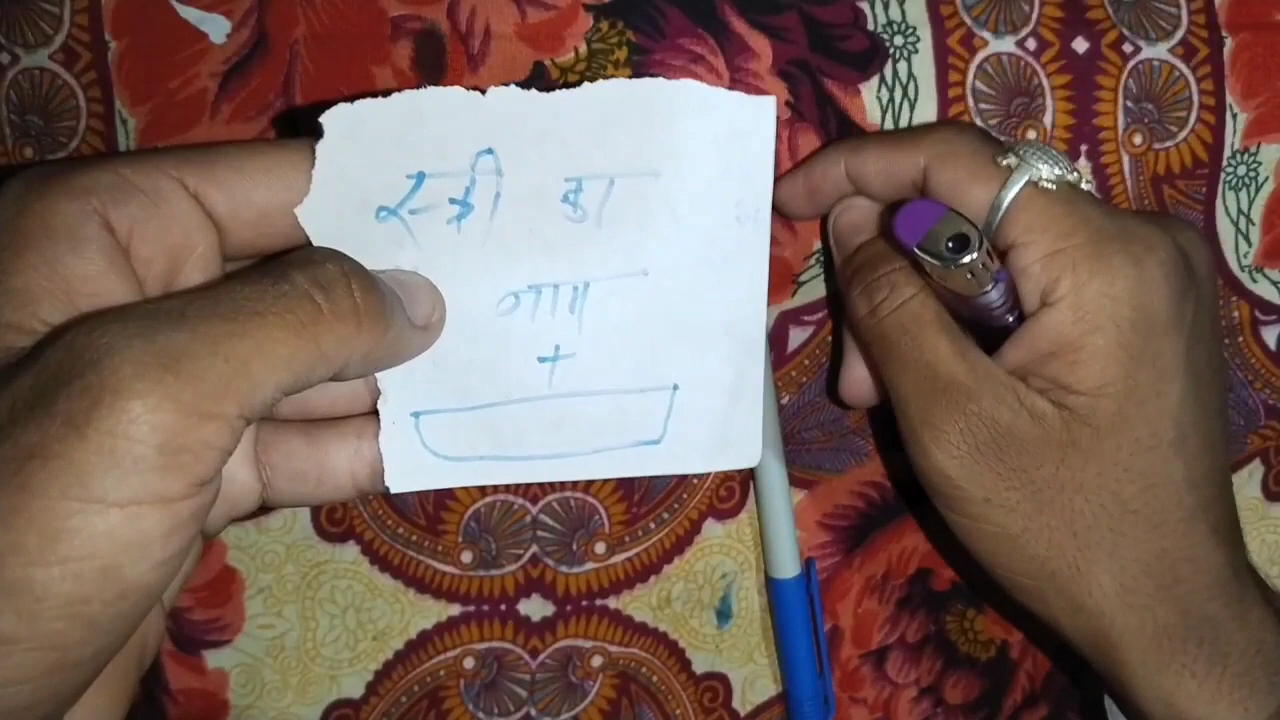 स्त्री का
नाम
+